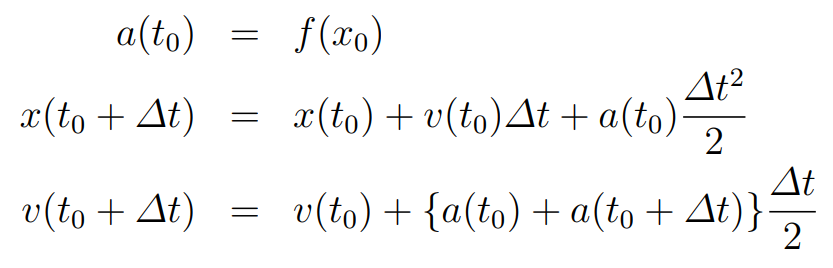 a(t₀) = f(x₀)
x(t₀ + Δt) = x(t₀) + v(t₀)Δt + a(t₀) Δt²/2
v(t₀ + Δt) = v(t₀) + {a(t₀) + a(t₀ + Δt)} Δt/2